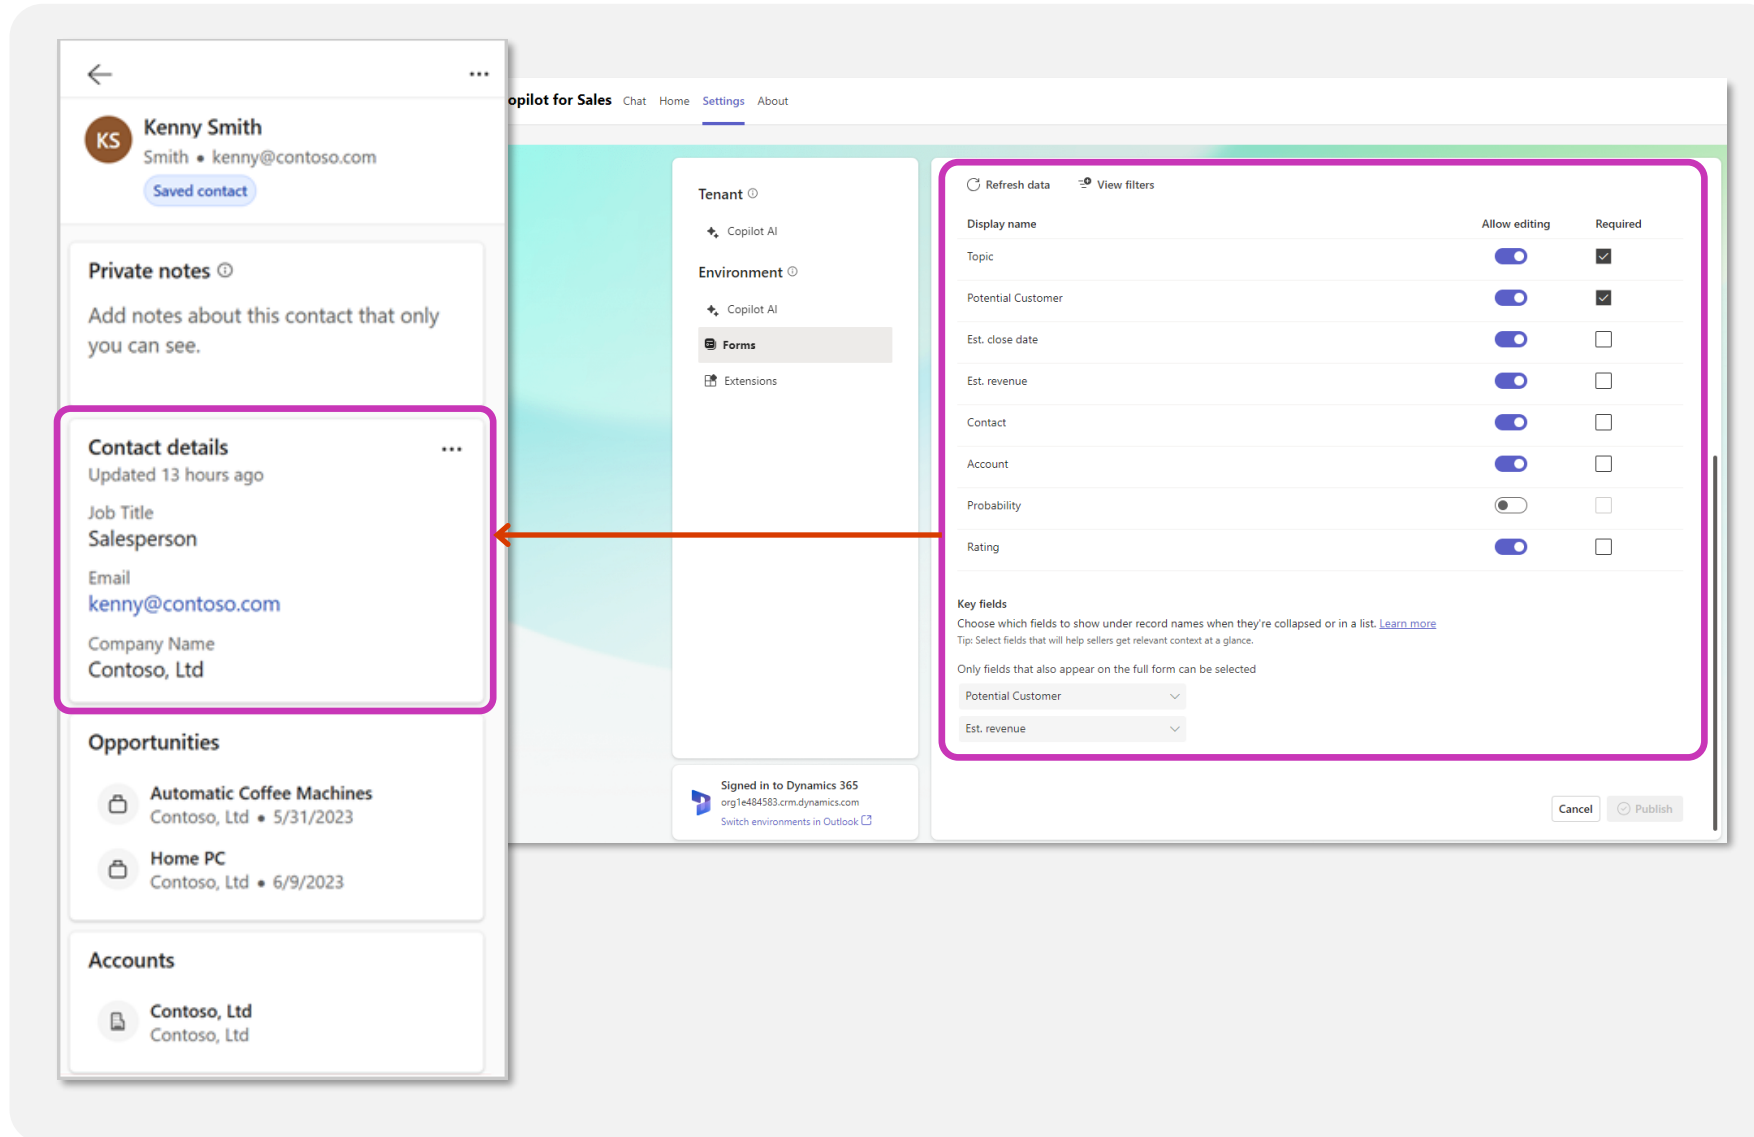 Kenny Smith
KS
Smith • kenny@contoso.com
Saved contact
Private notes
Add notes about this contact that only
you can see.
Contact details
Updated 13 hours ago
Job Title
Salesperson
Email
kenny@contoso.com
Company Name
Contoso, Ltd
Opportunities
Automatic Coffee Machines
Contoso, Ltd • 5/31/2023
Home PC
Contoso, Ltd • 6/9/2023
Accounts
Contoso, Ltd
Contoso, Ltd
opilot for Sales Chat Home Settings About
Tenant
Copilot AI
Environment
Copilot AI
Forms
Extensions
Signed in to Dynamics 365
org1e484583.crm.dynamics.com
Switch environments in Outlook
Refresh data View filters
Display name Allow editing Required
Topic
Potential Customer
Est. close date
Est. revenue
Contact
Account
Probability
Rating
Key fields
Choose which fields to show under record names when they're collapsed or in a list. Learn more
Tip: Select fields that will help sellers get relevant context at a glance.
Only fields that also appear on the full form can be selected
Potential Customer
Est. revenue
Cancel Publish